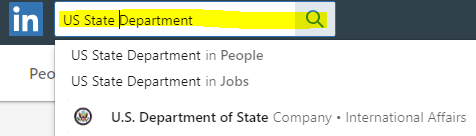 in US State Department
US State Department in People
US State Department in Jobs
Peo
U.S. Department of State Company • International Affairs